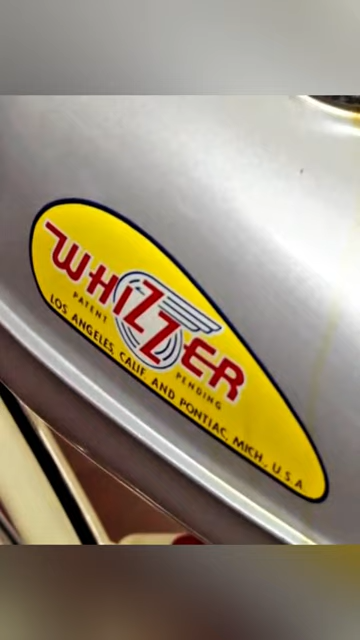 WHIZZER
PATENT PENDING
LOS ANGELES, CALIF. AND PONTIAC, MICH., U.S.A.